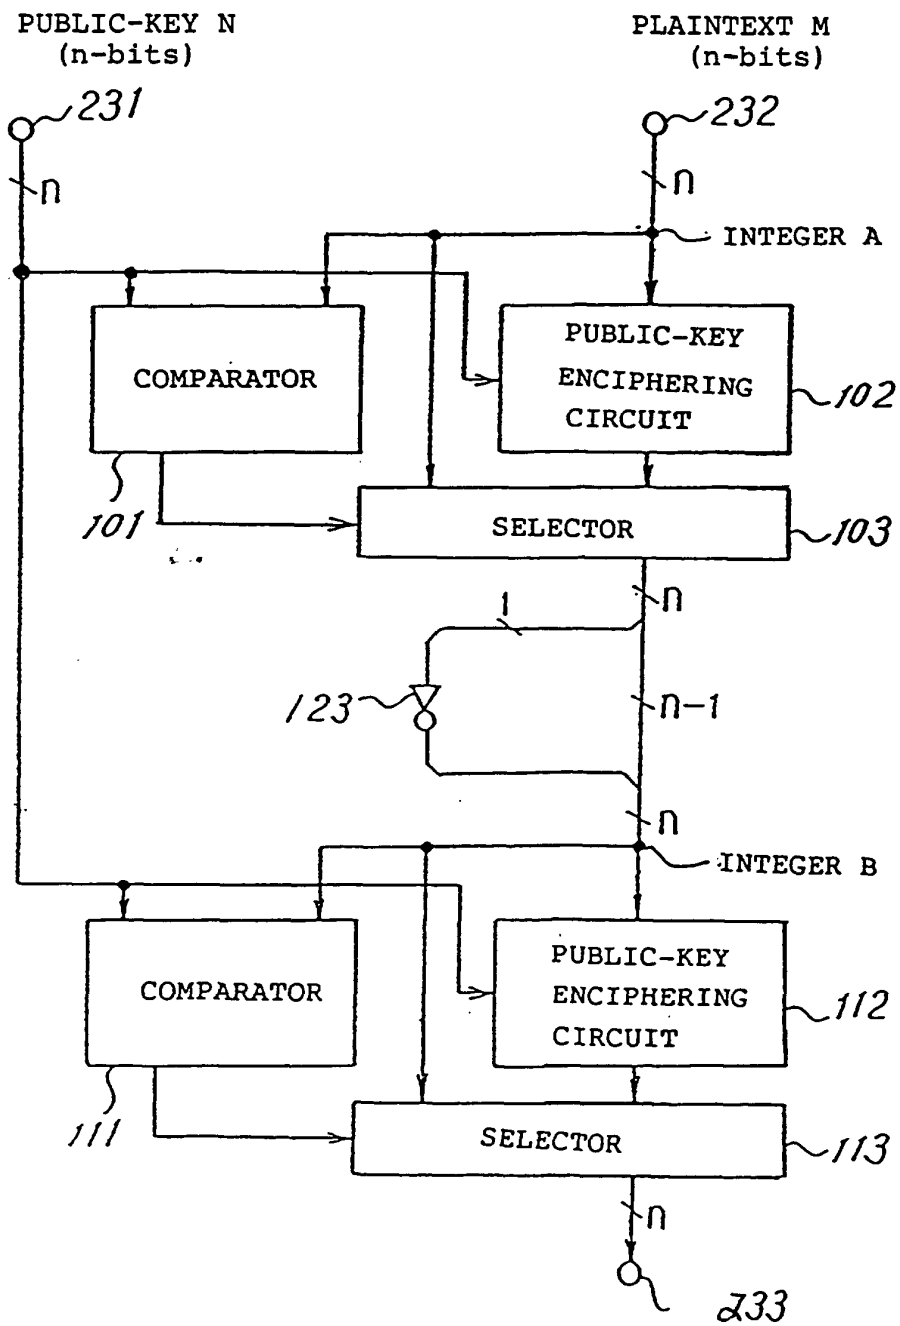 PUBLIC-KEY N
(n-bits)
PLAINTEXT M
(n-bits)
231
232
n
n
INTEGER A
COMPARATOR
PUBLIC-KEY
ENCIPHERING
CIRCUIT
102
101
SELECTOR
103
n
1
123
n-1
n
INTEGER B
COMPARATOR
PUBLIC-KEY
ENCIPHERING
CIRCUIT
112
111
SELECTOR
113
n
233